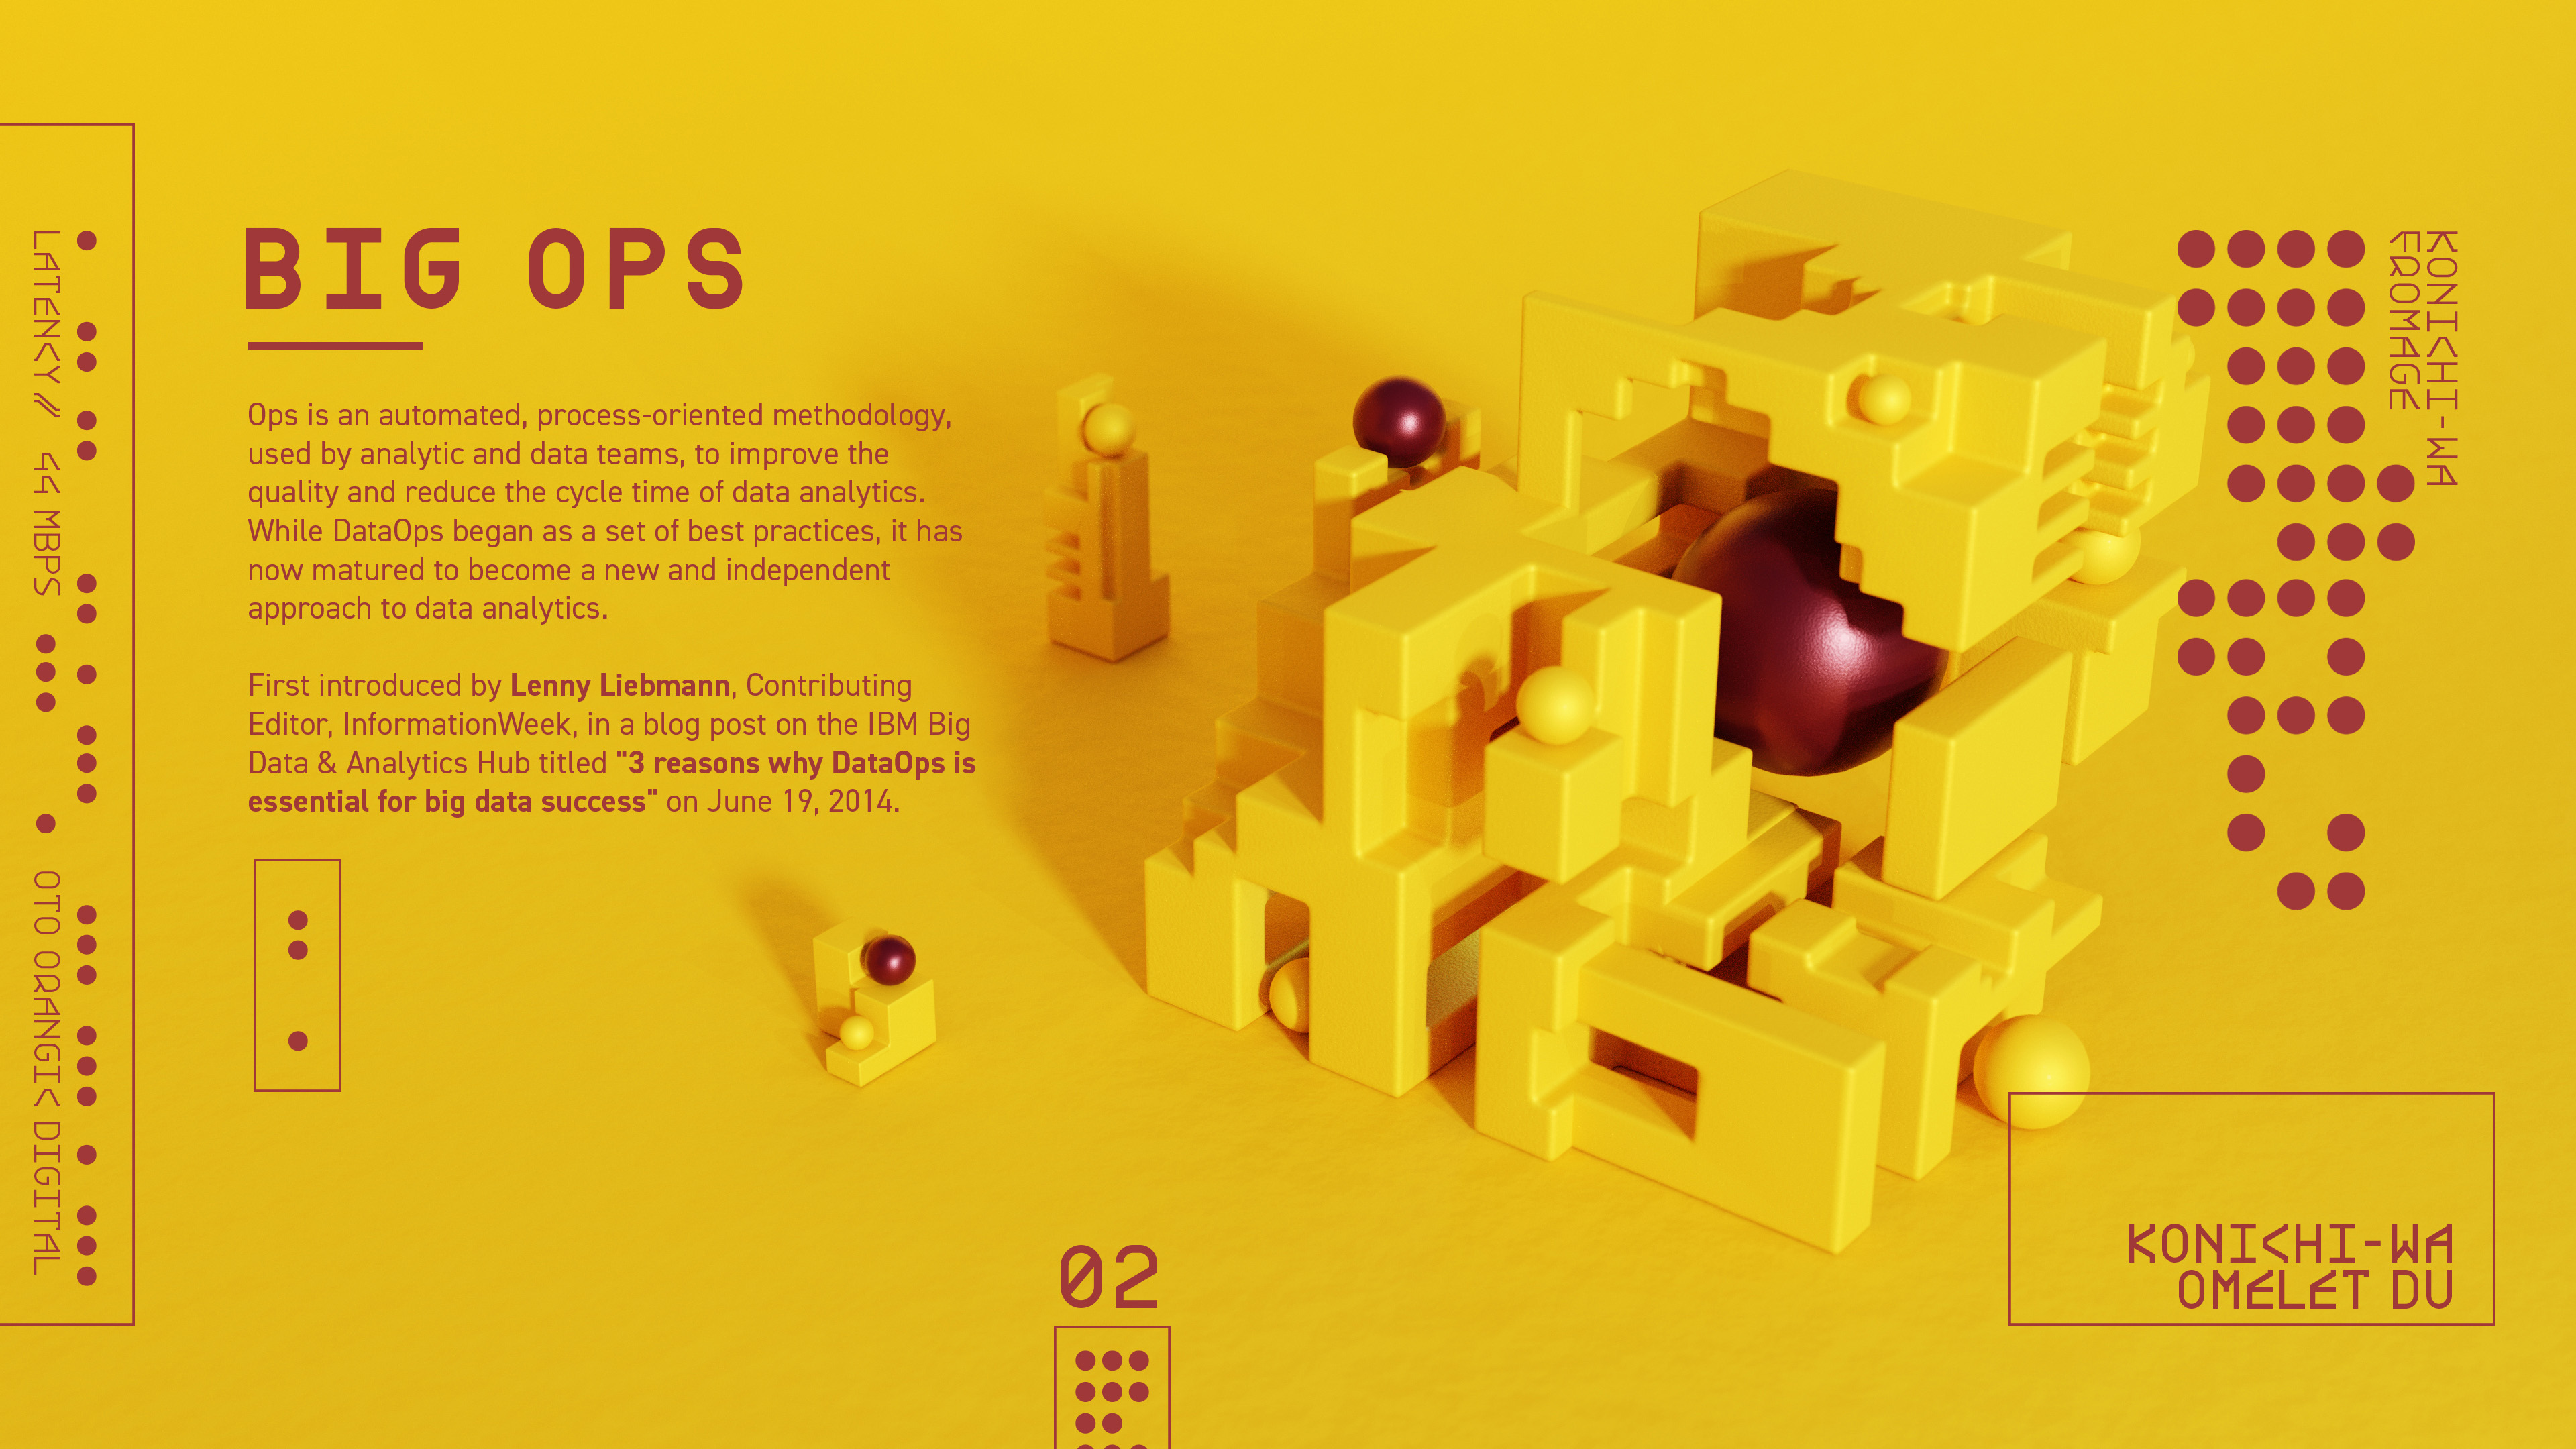 LATENCY // 44 MBPS
OTO ORANGIC DIGITAL
BIG OPS
Ops is an automated, process-oriented methodology,
used by analytic and data teams, to improve the
quality and reduce the cycle time of data analytics.
While DataOps began as a set of best practices, it has
now matured to become a new and independent
approach to data analytics.
First introduced by Lenny Liebmann, Contributing
Editor, InformationWeek, in a blog post on the IBM Big
Data & Analytics Hub titled "3 reasons why DataOps is
essential for big data success" on June 19, 2014.
02
KONICHI-WA
FROMAGE
KONICHI-WA
OMELET DU